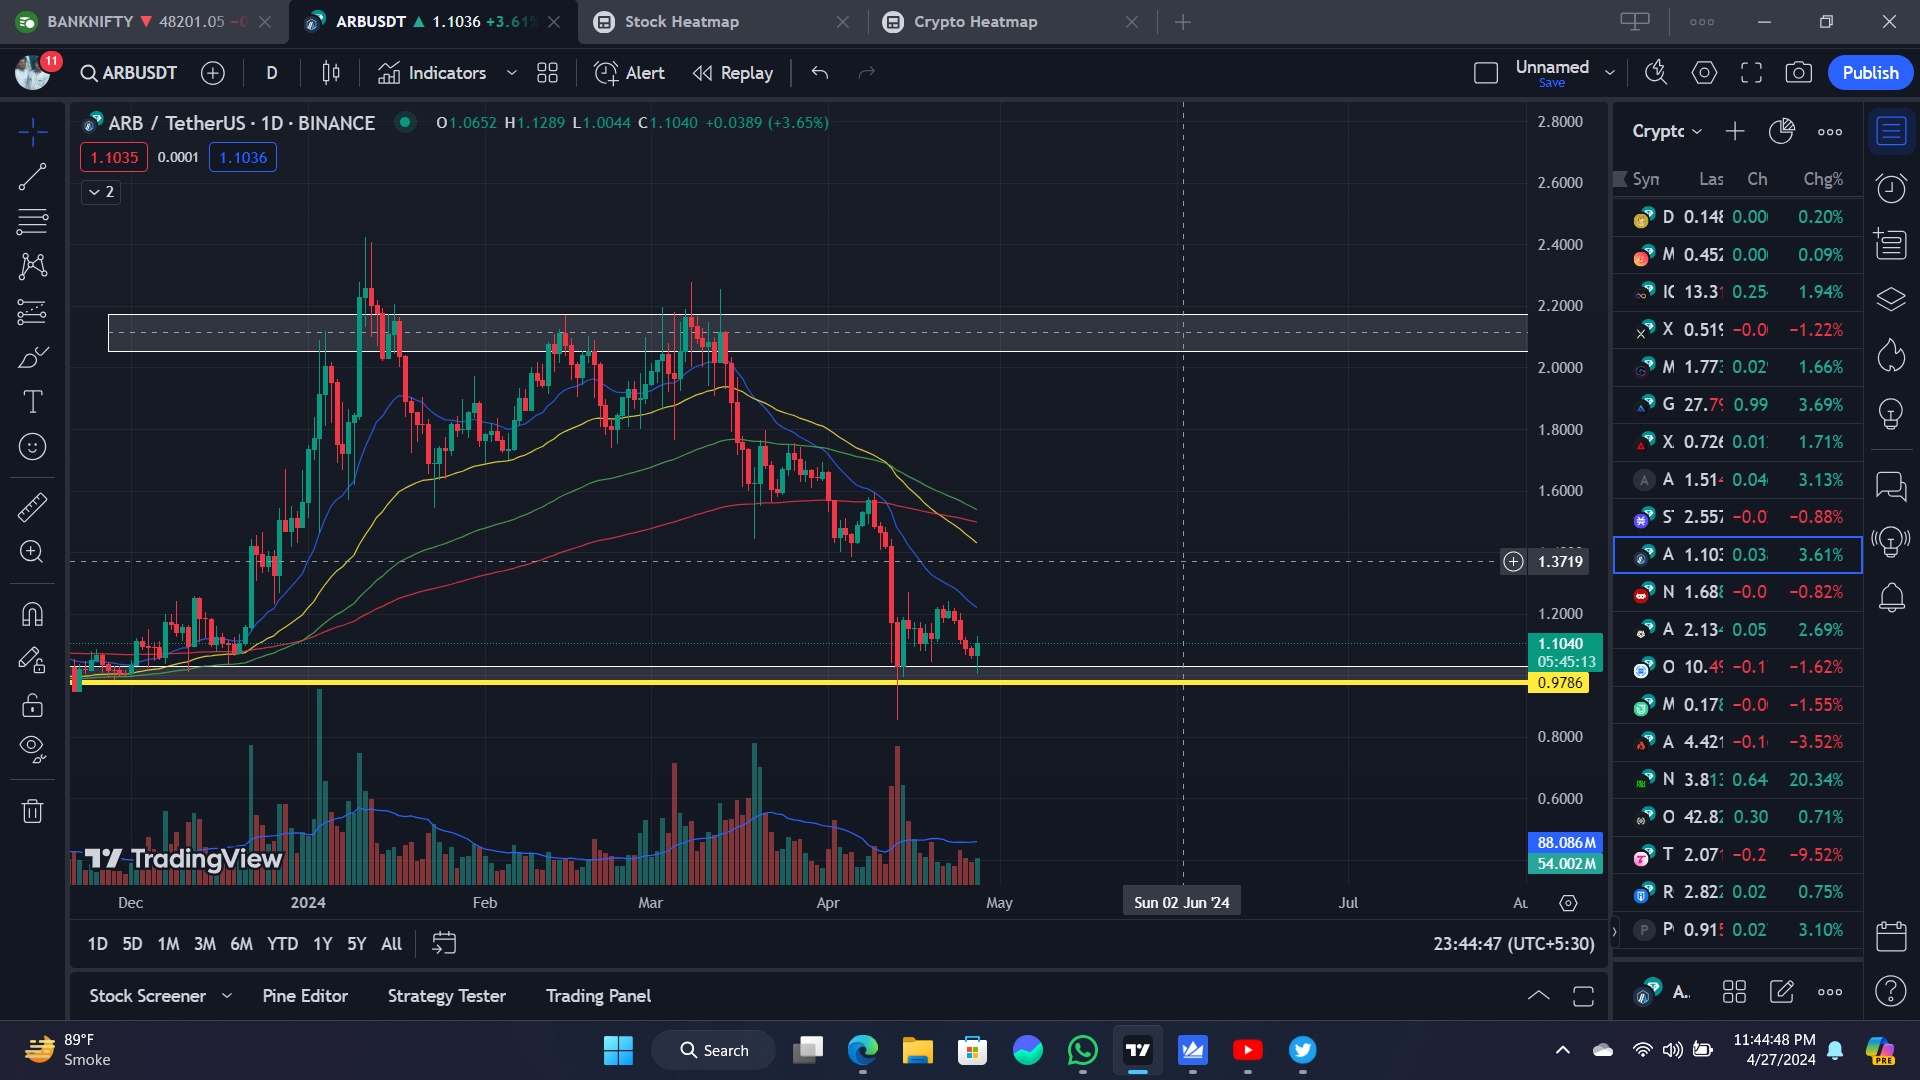 BANKNIFTY ▼ 48201.05
ARBUSDT ▲ 1.1036 +3.61%
Stock Heatmap
Crypto Heatmap
11
ARBUSDT
D
Indicators
Alert
Replay
Unnamed
Save
Publish
ARB / TetherUS · 1D · BINANCE
O1.0652 H1.1289 L1.0044 C1.1040 +0.0389 (+3.65%)
1.1035
0.0001
1.1036
2
2.8000
2.6000
2.4000
2.2000
2.0000
1.8000
1.6000
1.3719
1.2000
1.1040
05:45:13
0.9786
0.8000
0.6000
88.086M
54.002M
TradingView
Dec
2024
Feb
Mar
Apr
May
Sun 02 Jun '24
Jul
Au
1D 5D 1M 3M 6M YTD 1Y 5Y All
23:44:47 (UTC+5:30)
Stock Screener
Pine Editor
Strategy Tester
Trading Panel
Crypto
Sym Las Ch Chg%
D 0.148 0.00 0.20%
M 0.452 0.00 0.09%
IC 13.31 0.25 1.94%
X 0.519 −0.0 −1.22%
M 1.773 0.02 1.66%
G 27.79 0.99 3.69%
X 0.726 0.01 1.71%
A 1.514 0.04 3.13%
S 2.557 −0.0 −0.88%
A 1.103 0.03 3.61%
N 1.688 −0.0 −0.82%
A 2.134 0.05 2.69%
O 10.49 −0.1 −1.62%
M 0.178 −0.0 −1.55%
A 4.421 −0.1 −3.52%
N 3.813 0.64 20.34%
O 42.82 0.30 0.71%
T 2.071 −0.2 −9.52%
R 2.822 0.02 0.75%
P 0.915 0.02 3.10%
A..
89°F
Smoke
Search
11:44:48 PM
4/27/2024
PRE